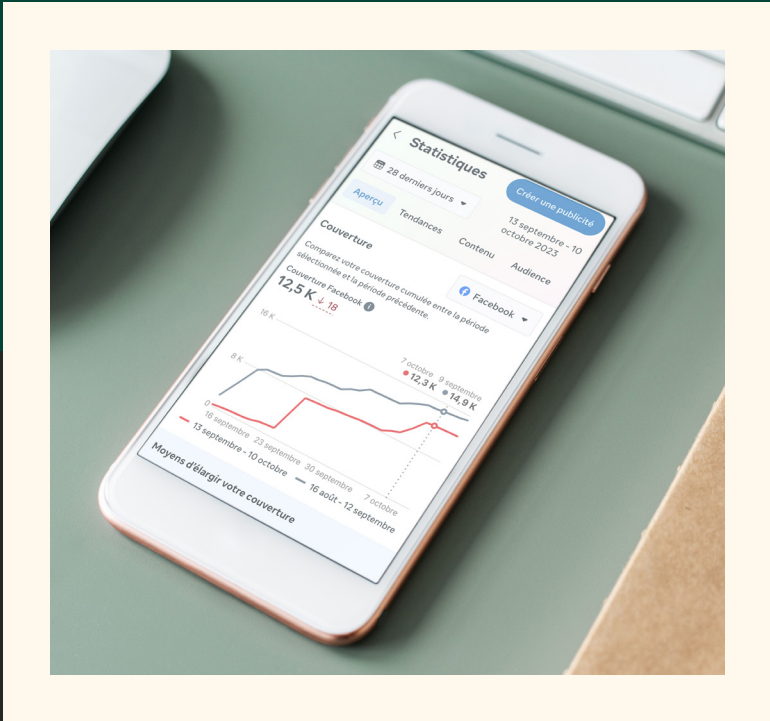 Statistiques
Créer une publicité
28 derniers jours
13 septembre - 10
octobre 2023
Aperçu
Tendances
Contenu
Audience
Couverture
Facebook
Comparez votre couverture cumulée entre la période
sélectionnée et la période précédente.
Couverture Facebook
12,5 K ↓ 18
16 K
7 octobre
12,3 K
9 septembre
14,9 K
8 K
0
16 septembre
23 septembre
30 septembre
7 octobre
13 septembre - 10 octobre
16 août - 12 septembre
Moyens d'élargir votre couverture